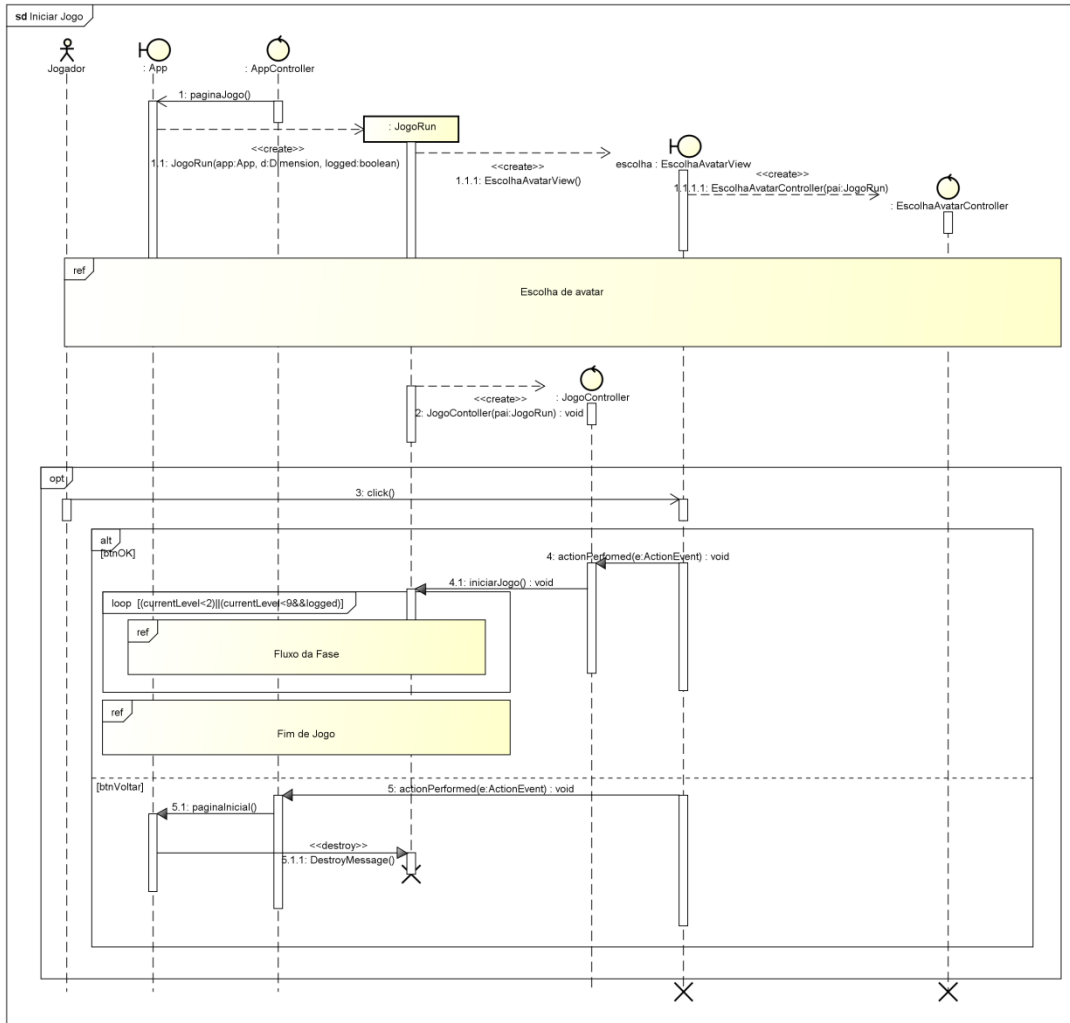 sd Iniciar Jogo
Jogador
: App
: AppController
1: paginaJogo()
: JogoRun
<<create>>
1.1: JogoRun(app:App, d:Dimension, logged:boolean)
<<create>>
1.1.1: EscolhaAvatarView()
escolha : EscolhaAvatarView
<<create>>
1.1.1.1: EscolhaAvatarController(pai:JogoRun)
: EscolhaAvatarController
ref
Escolha de avatar
<<create>>
2: JogoContoller(pai:JogoRun) : void
: JogoController
opt
3: click()
alt
[btnOK]
4: actionPerfomed(e:ActionEvent) : void
4.1: iniciarJogo() : void
loop [(currentLevel<2)||(currentLevel<9&&logged)]
ref
Fluxo da Fase
ref
Fim de Jogo
[btnVoltar]
5: actionPerformed(e:ActionEvent) : void
5.1: paginaInicial()
<<destroy>>
5.1.1: DestroyMessage()